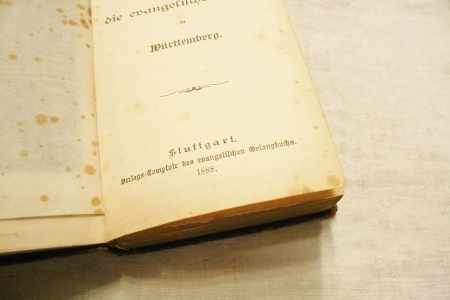 die evangelische
in
Württemberg.
Stuttgart.
Verlags-Comptoir des evangelischen Gesangbuchs.
1888.